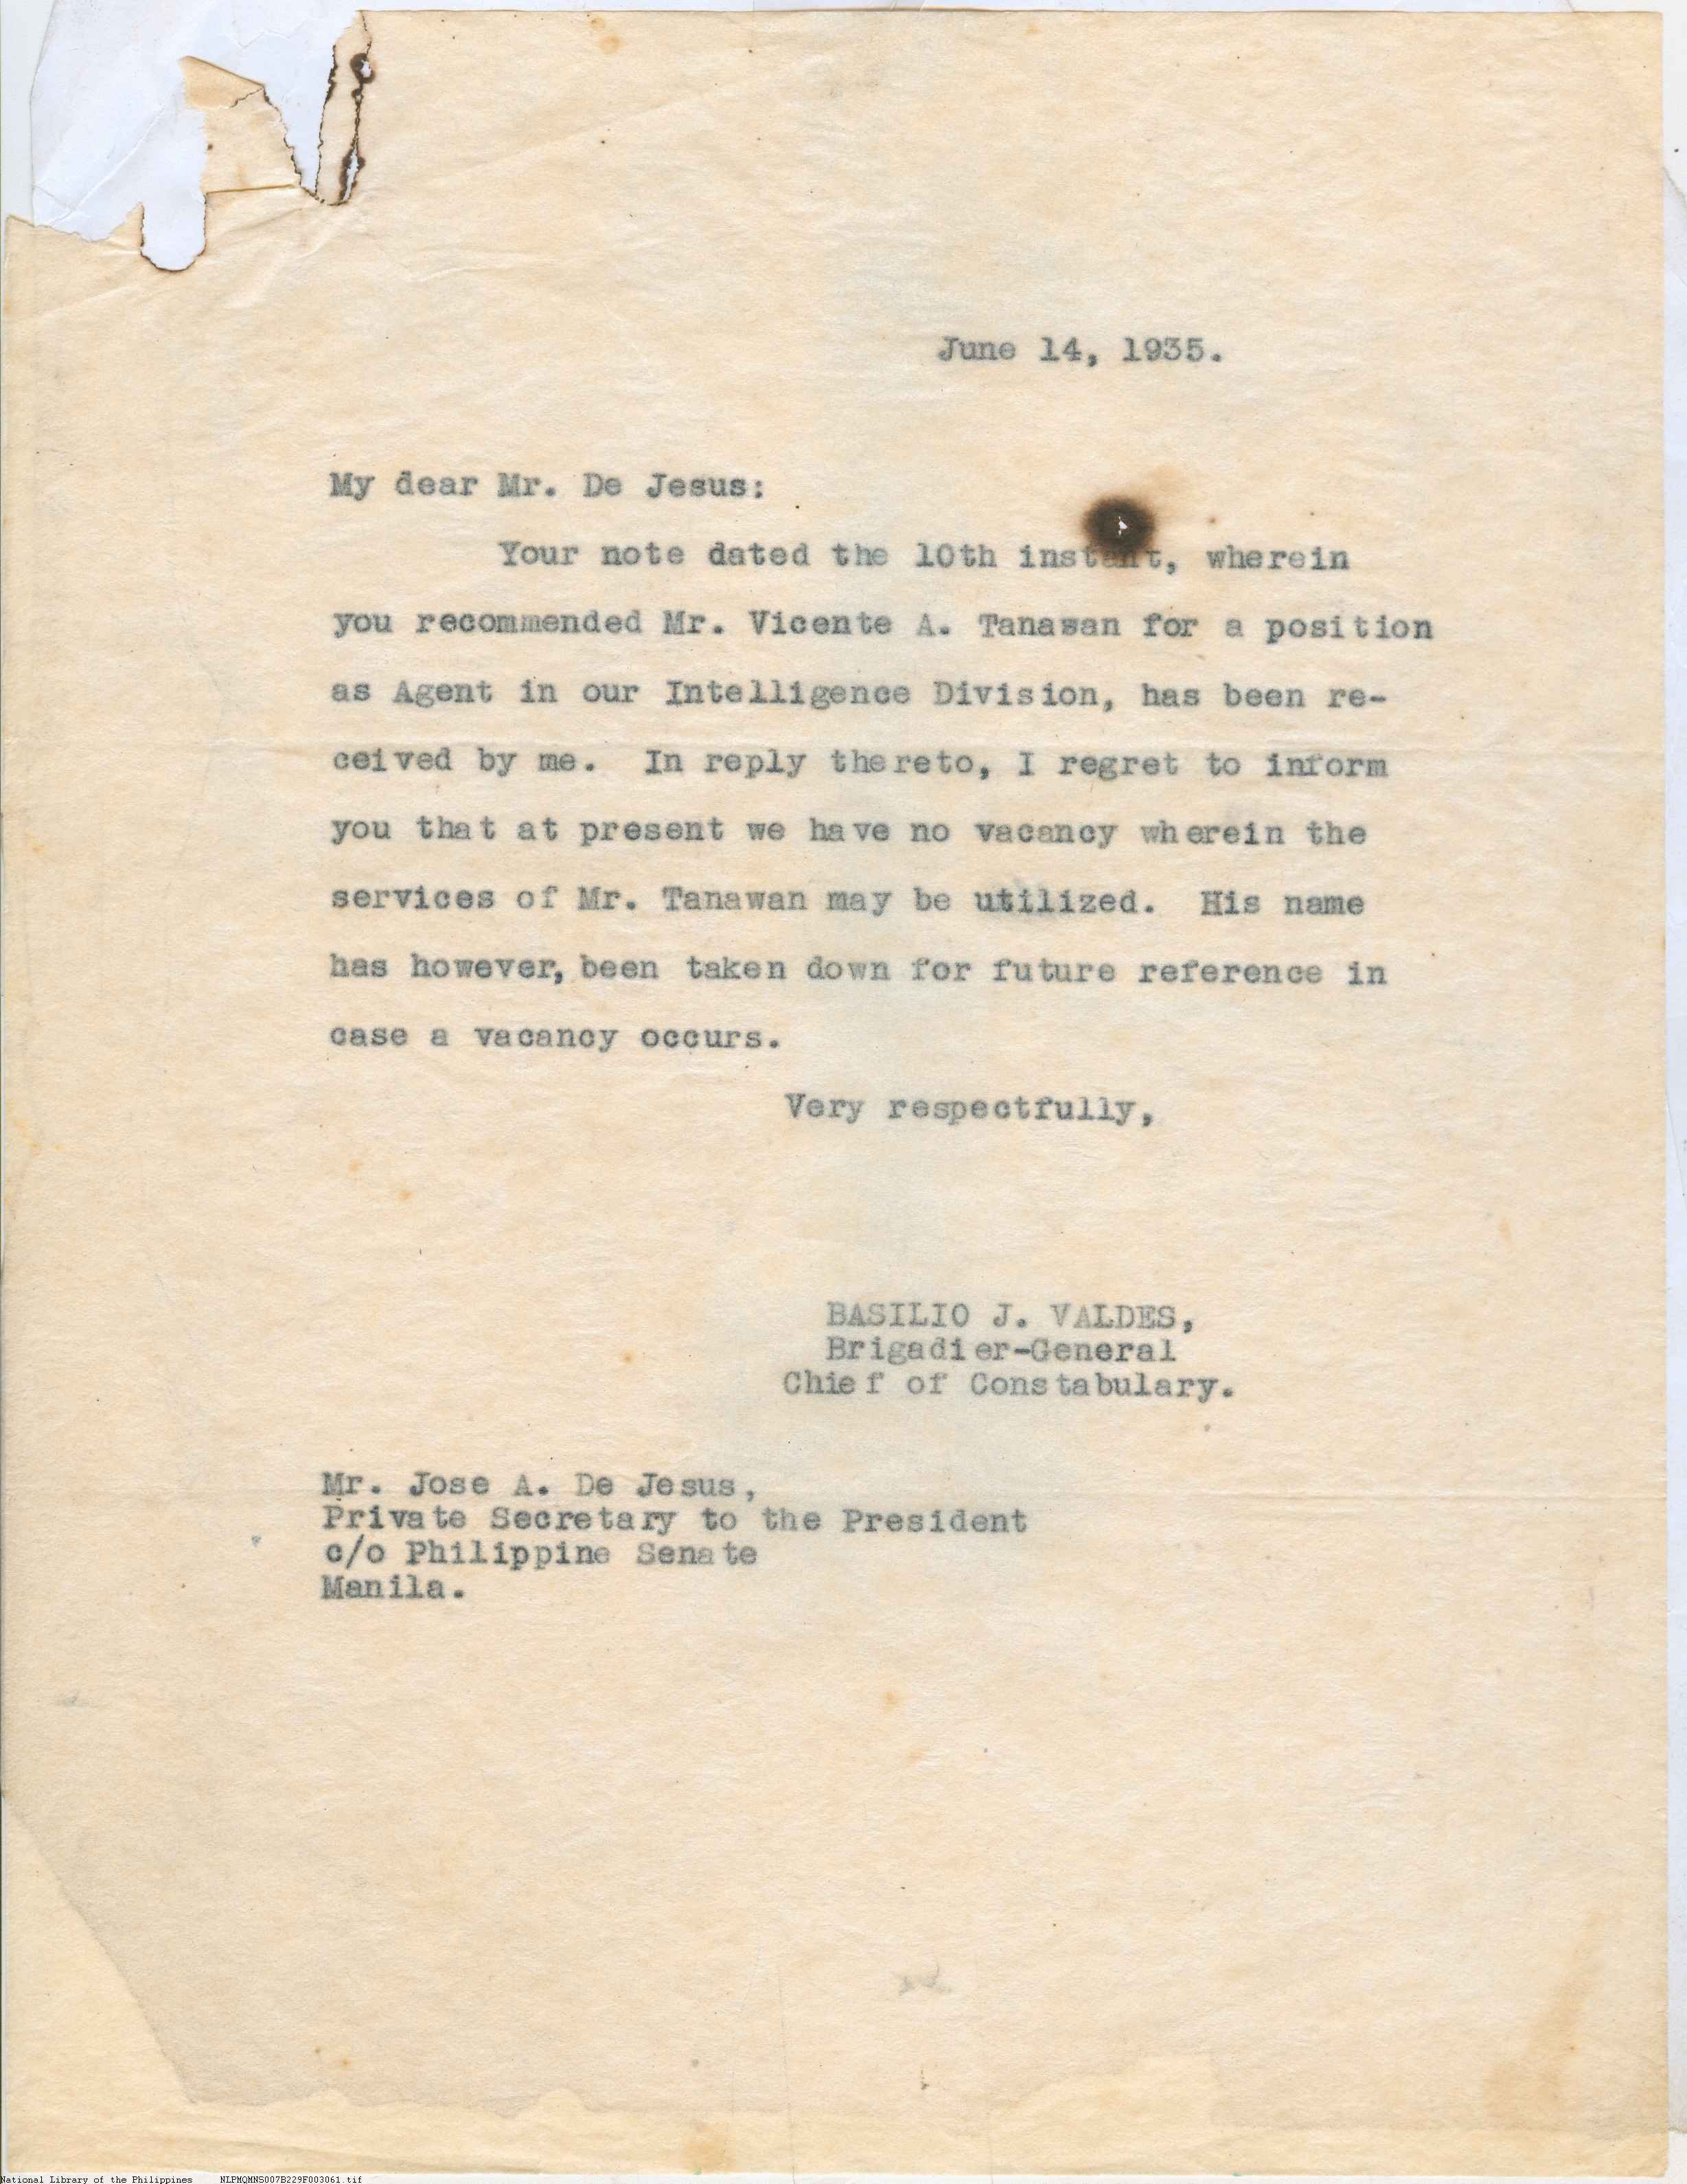 June 14, 1935.
My dear Mr. De Jesus:
Your note dated the 10th instant, wherein
you recommended Mr. Vicente A. Tanawan for a position
as Agent in our Intelligence Division, has been re-
ceived by me. In reply thereto, I regret to inform
you that at present we have no vacancy wherein the
services of Mr. Tanawan may be utilized. His name
has however, been taken down for future reference in
case a vacancy occurs.
Very respectfully,
BASILIO J. VALDES,
Brigadier-General
Chief of Constabulary.
Mr. Jose A. De Jesus,
Private Secretary to the President
c/o Philippine Senate
Manila.
National Library of the Philippines NLPMQMNS007B229F003061.tif